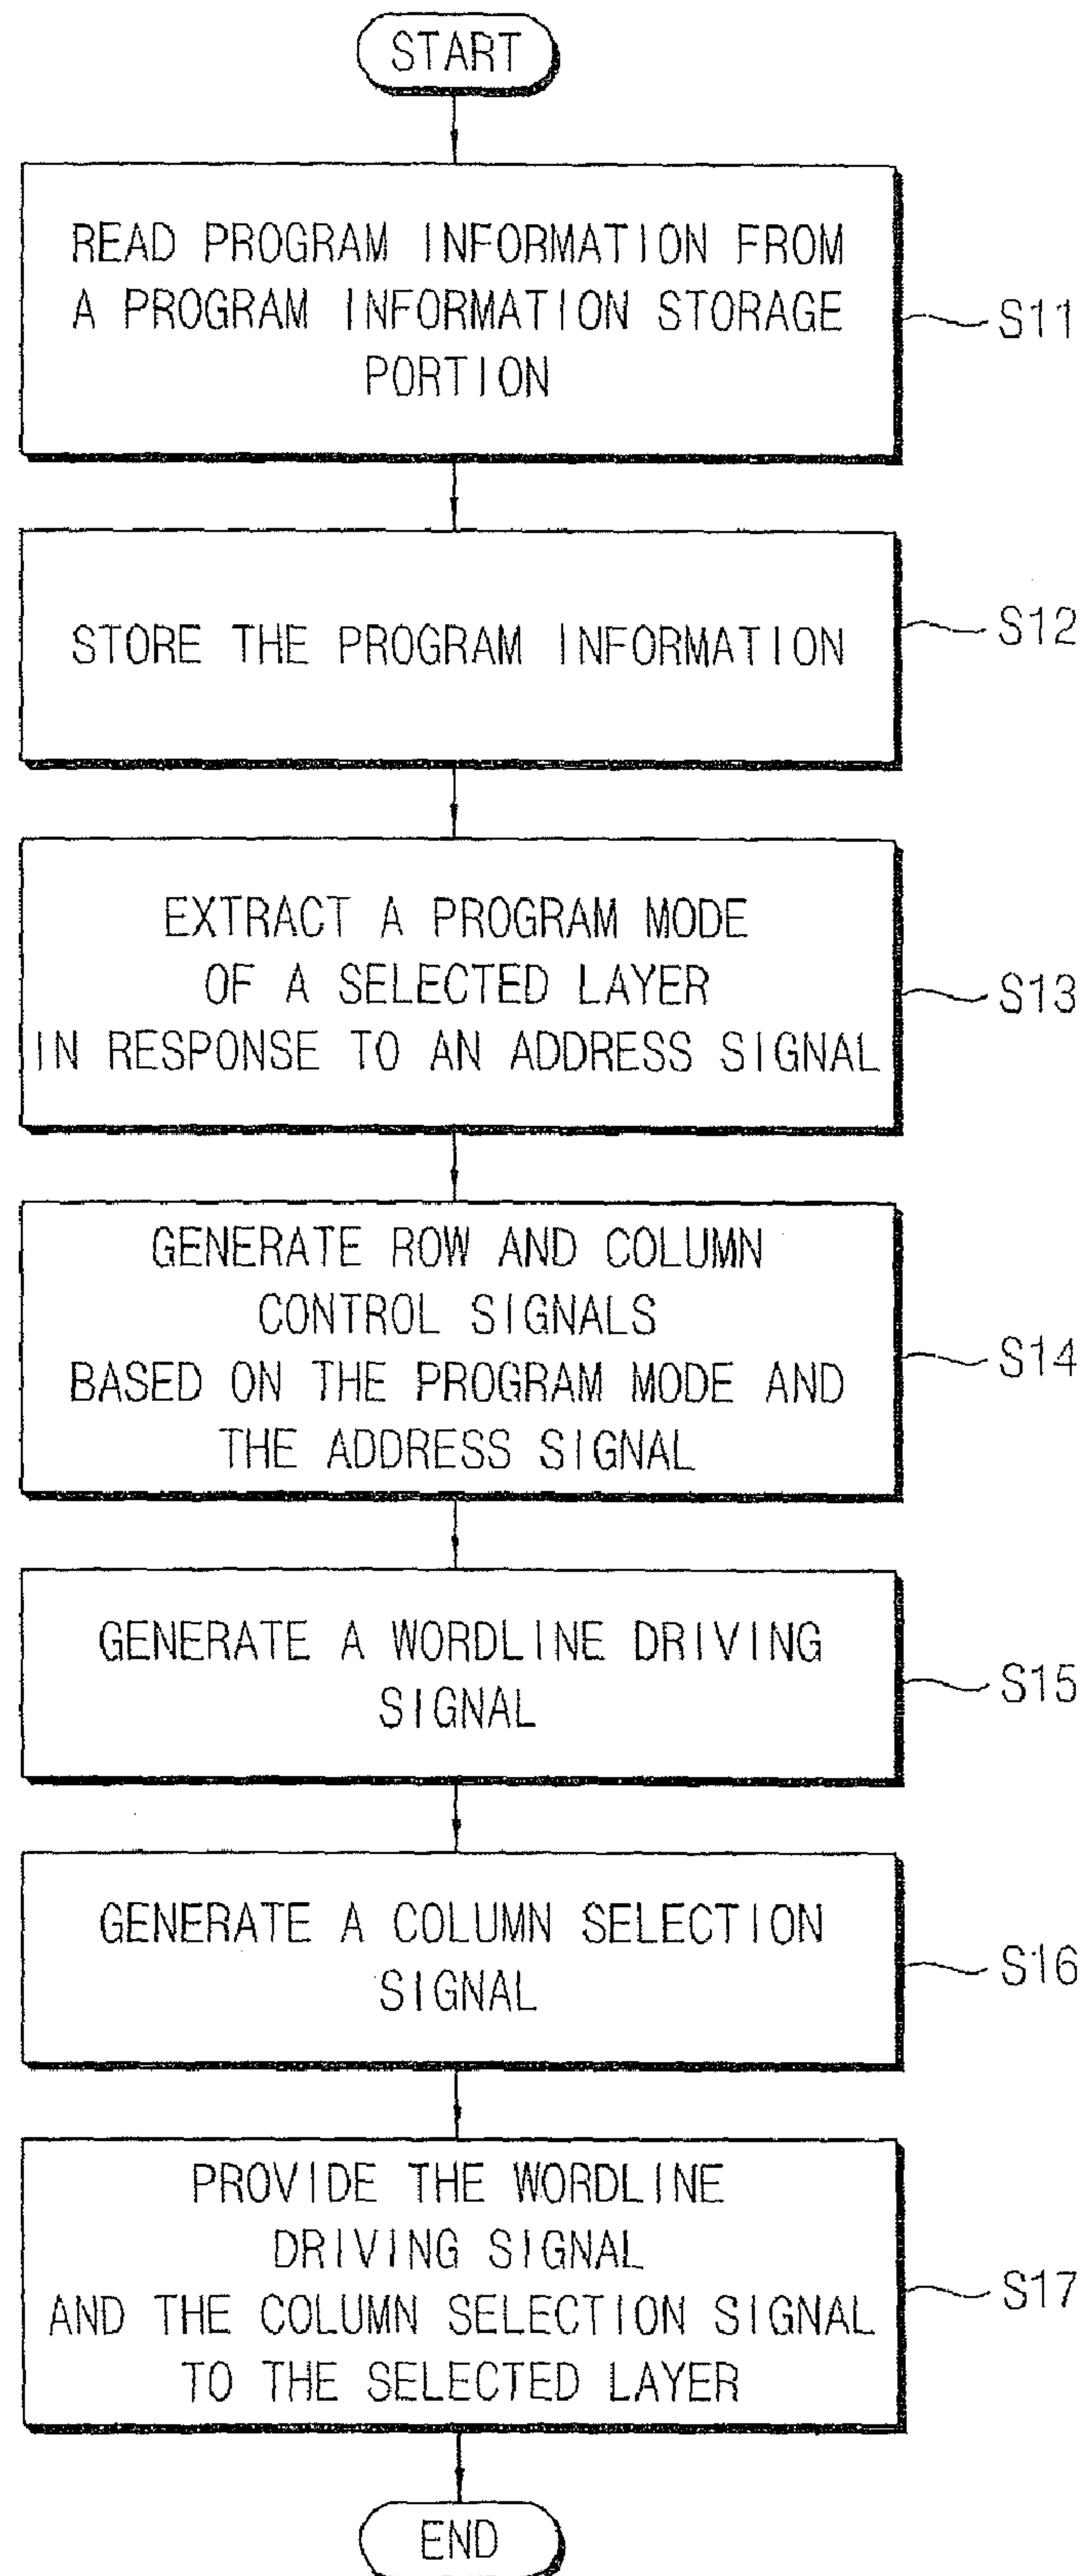 START
READ PROGRAM INFORMATION FROM
A PROGRAM INFORMATION STORAGE
PORTION
S11
STORE THE PROGRAM INFORMATION
S12
EXTRACT A PROGRAM MODE
OF A SELECTED LAYER
IN RESPONSE TO AN ADDRESS SIGNAL
S13
GENERATE ROW AND COLUMN
CONTROL SIGNALS
BASED ON THE PROGRAM MODE AND
THE ADDRESS SIGNAL
S14
GENERATE A WORDLINE DRIVING
SIGNAL
S15
GENERATE A COLUMN SELECTION
SIGNAL
S16
PROVIDE THE WORDLINE
DRIVING SIGNAL
AND THE COLUMN SELECTION SIGNAL
TO THE SELECTED LAYER
S17
END